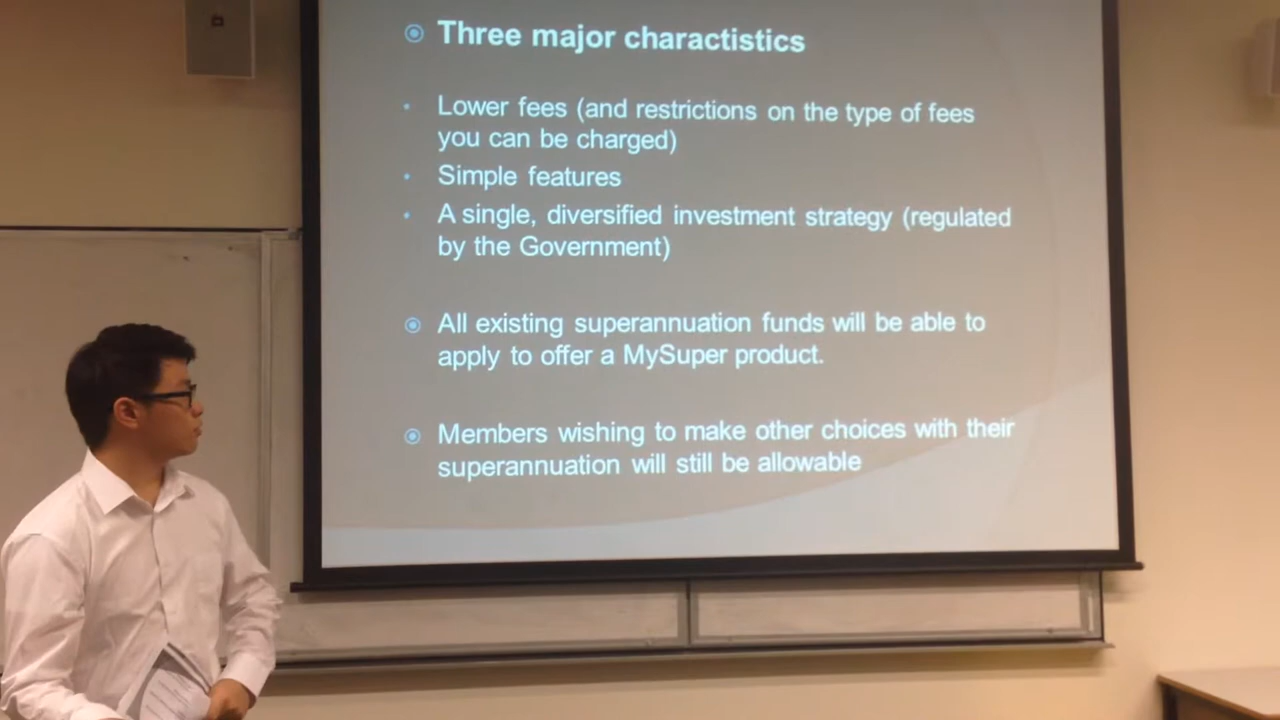 Three major charactistics
Lower fees (and restrictions on the type of fees
you can be charged)
Simple features
A single, diversified investment strategy (regulated
by the Government)
All existing superannuation funds will be able to
apply to offer a MySuper product.
Members wishing to make other choices with their
superannuation will still be allowable